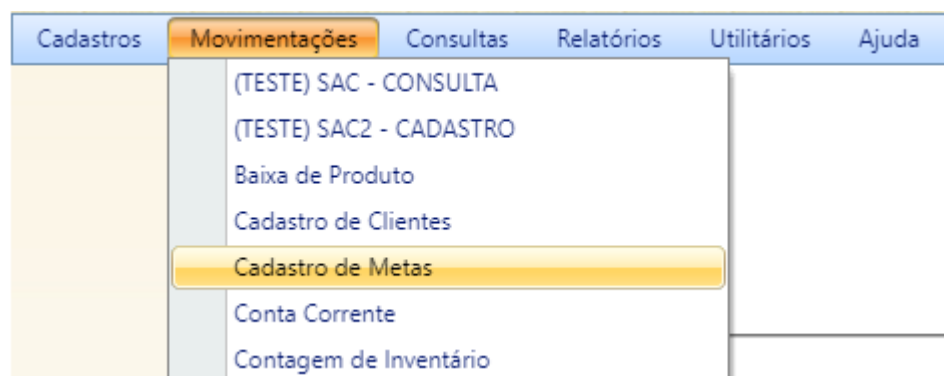 Cadastros Movimentações Consultas Relatórios Utilitários Ajuda
(TESTE) SAC - CONSULTA
(TESTE) SAC2 - CADASTRO
Baixa de Produto
Cadastro de Clientes
Cadastro de Metas
Conta Corrente
Contagem de Inventário